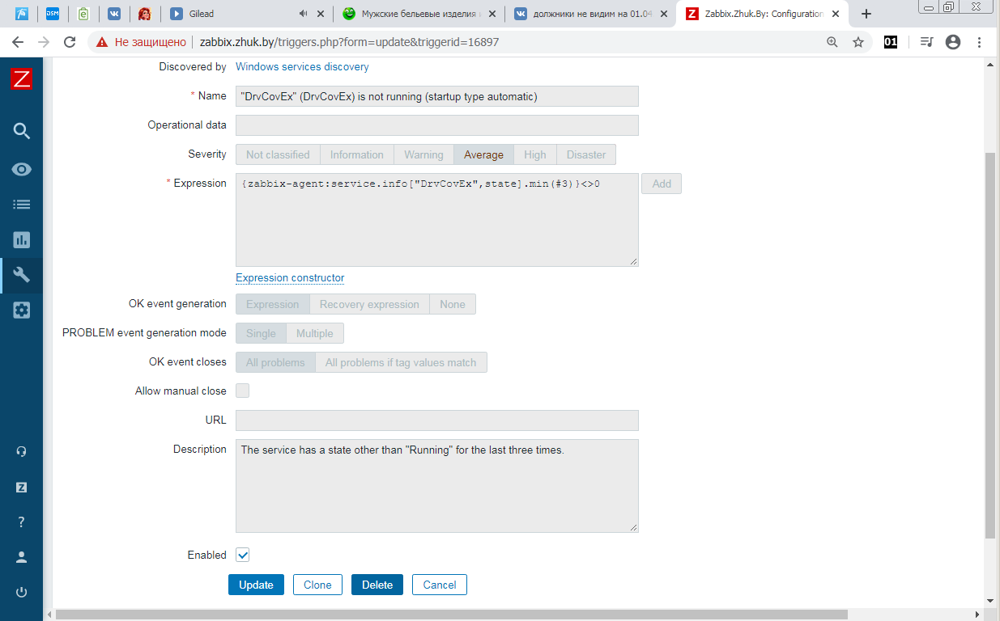 DSM
Gilead
Мужские бельевые изделия
должники не видим на 01.04
Z Zabbix.Zhuk.By: Configuration
Не защищено zabbix.zhuk.by/triggers.php?form=update&triggerid=16897 01
Z
Discovered by Windows services discovery
* Name "DrvCovEx" (DrvCovEx) is not running (startup type automatic)
Operational data
Severity Not classified Information Warning Average High Disaster
* Expression {zabbix-agent:service.info["DrvCovEx",state].min(#3)}<>0 Add
Expression constructor
OK event generation Expression Recovery expression None
PROBLEM event generation mode Single Multiple
OK event closes All problems All problems if tag values match
Allow manual close
URL
Description The service has a state other than "Running" for the last three times.
Z
?
Enabled
Update Clone Delete Cancel